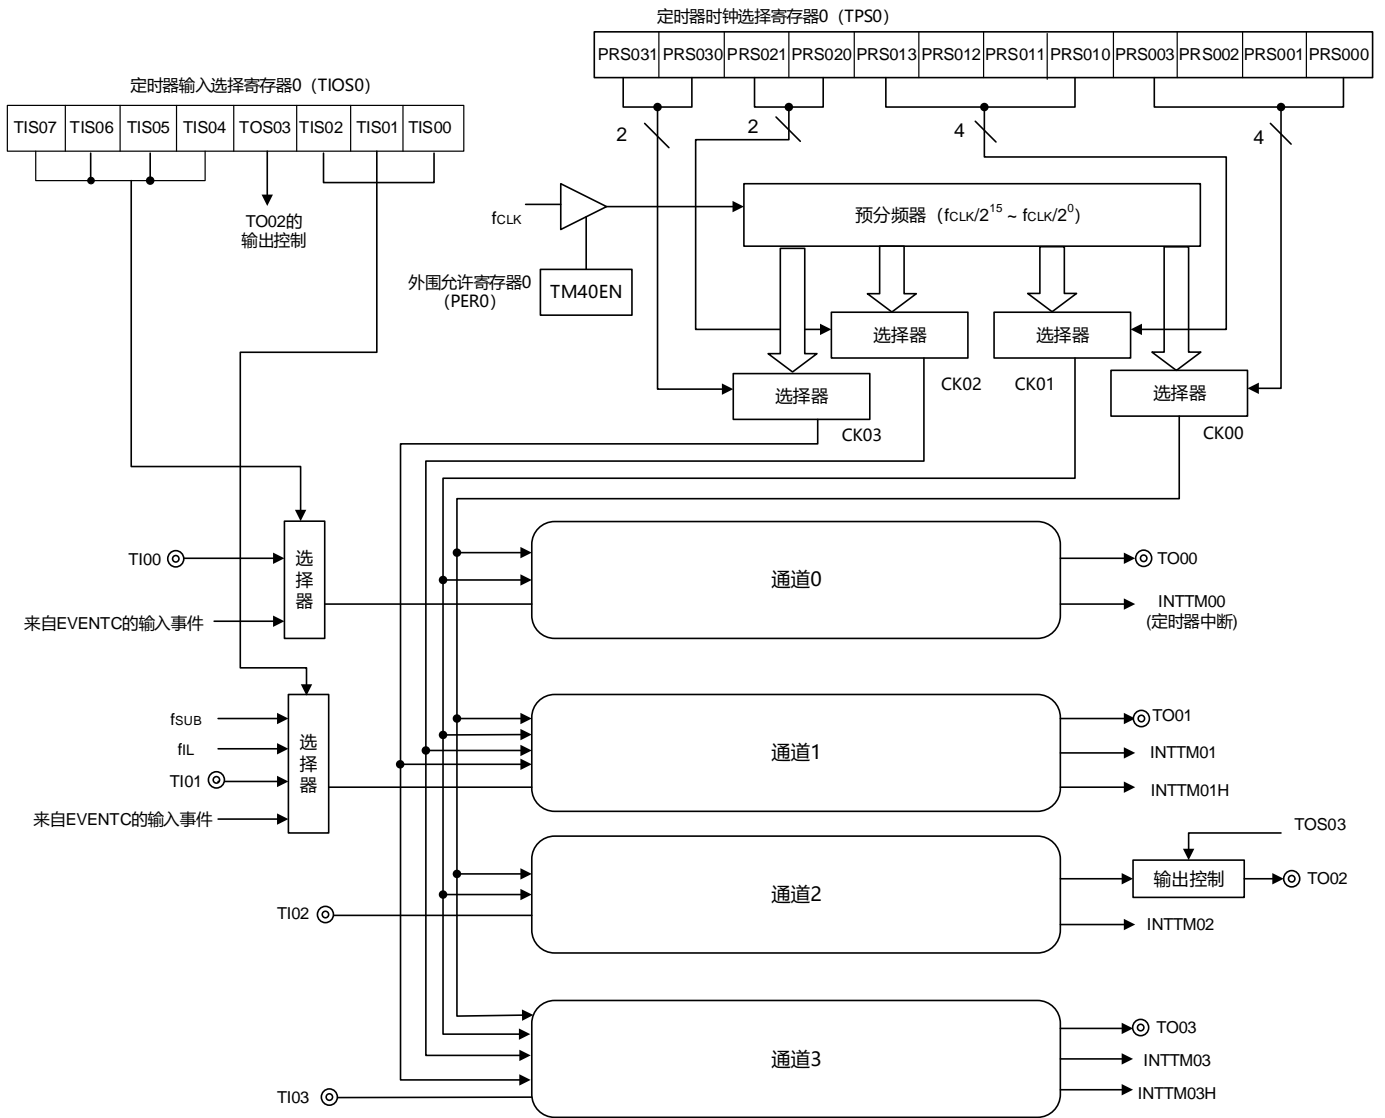 定时器时钟选择寄存器0（TPS0）
PRS031 PRS030 PRS021 PRS020 PRS013 PRS012 PRS011 PRS010 PRS003 PRS002 PRS001 PRS000
定时器输入选择寄存器0（TIOS0）
TIS07 TIS06 TIS05 TIS04 TOS03 TIS02 TIS01 TIS00
2
2
4
4
TO02的
输出控制
fCLK
预分频器（fCLK/2^15 ~ fCLK/2^0）
外围允许寄存器0
（PER0）
TM40EN
选择器
选择器
选择器
选择器
CK02
CK01
CK03
CK00
TI00
选择器
来自EVENTC的输入事件
通道0
TO00
INTTM00
(定时器中断)
fSUB
fIL
TI01
来自EVENTC的输入事件
选择器
通道1
TO01
INTTM01
INTTM01H
TOS03
通道2
输出控制
TO02
TI02
INTTM02
通道3
TO03
INTTM03
INTTM03H
TI03